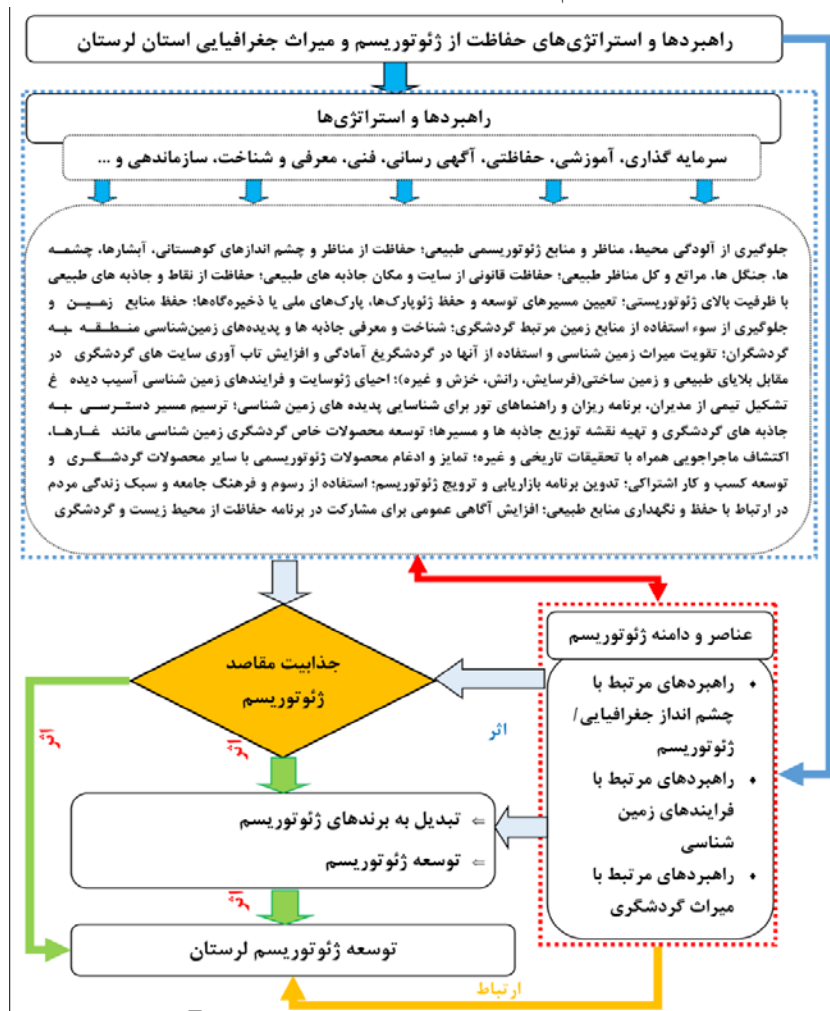 راهبردها و استراتژی‌های حفاظت از ژئوتوریسم و میراث جغرافیایی استان لرستان
راهبردها و استراتژی‌ها
سرمایه گذاری، آموزشی، حفاظتی، آگهی رسانی، فنی، معرفی و شناخت، سازماندهی و ...
جلوگیری از آلودگی محیط، مناظر و منابع ژئوتوریسمی طبیعی؛ حفاظت از مناظر و چشم اندازهای کوهستانی، آبشارها، چشمه
ها، جنگل ها، مراتع و کل مناظر طبیعی؛ حفاظت قانونی از سایت و مکان جاذبه های طبیعی؛ حفاظت از نقاط و جاذبه های طبیعی
با ظرفیت بالای ژئوتوریستی؛ تعیین مسیرهای توسعه و حفظ ژئوپارک‌ها، پارک‌های ملی یا ذخیره‌گاه‌ها؛ حفظ منابع زمین و
جلوگیری از سوء استفاده از منابع زمین مرتبط گردشگری؛ شناخت و معرفی جاذبه ها و پدیده‌های زمین‌شناسی منطقه به
گردشگران؛ تقویت میراث زمین شناسی و استفاده از آنها در گردشگریغ آمادگی و افزایش تاب آوری سایت های گردشگری در
مقابل بلایای طبیعی و زمین ساختی(فرسایش، رانش، خزش و غیره)؛ احیای ژئوسایت و فرایندهای زمین شناسی آسیب دیده غ
تشکیل تیمی از مدیران، برنامه ریزان و راهنماهای تور برای شناسایی پدیده های زمین شناسی؛ ترسیم مسیر دسترسی به
جاذبه های گردشگری و تهیه نقشه توزیع جاذبه ها و مسیرها؛ توسعه محصولات خاص گردشگری زمین شناسی مانند غارها،
اکتشاف ماجراجویی همراه با تحقیقات تاریخی و غیره؛ تمایز و ادغام محصولات ژئوتوریسمی با سایر محصولات گردشگری و
توسعه کسب و کار اشتراکی؛ تدوین برنامه بازاریابی و ترویج ژئوتوریسم؛ استفاده از رسوم و فرهنگ جامعه و سبک زندگی مردم
در ارتباط با حفظ و نگهداری منابع طبیعی؛ افزایش آگاهی عمومی برای مشارکت در برنامه حفاظت از محیط زیست و گردشگری
عناصر و دامنه ژئوتوریسم
• راهبردهای مرتبط با
چشم انداز جغرافیایی/
ژئوتوریسم
• راهبردهای مرتبط با
فرایندهای زمین
شناسی
• راهبردهای مرتبط با
میراث گردشگری
جذابیت مقاصد
ژئوتوریسم
اثر
اثر
اثر
⇐ تبدیل به برندهای ژئوتوریسم
⇐ توسعه ژئوتوریسم
اثر
توسعه ژئوتوریسم لرستان
ارتباط